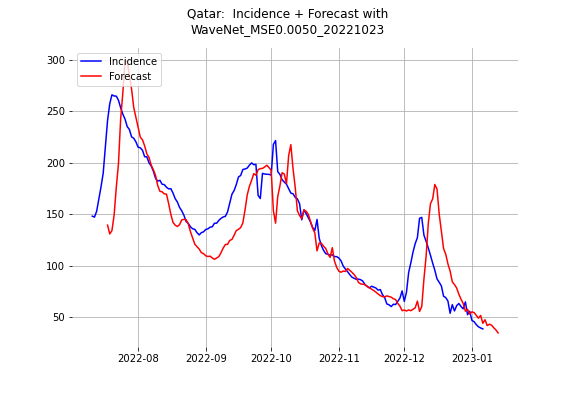 Qatar:  Incidence + Forecast with
WaveNet_MSE0.0050_20221023
Incidence
Forecast
300
250
200
150
100
50
2022-08 2022-09 2022-10 2022-11 2022-12 2023-01